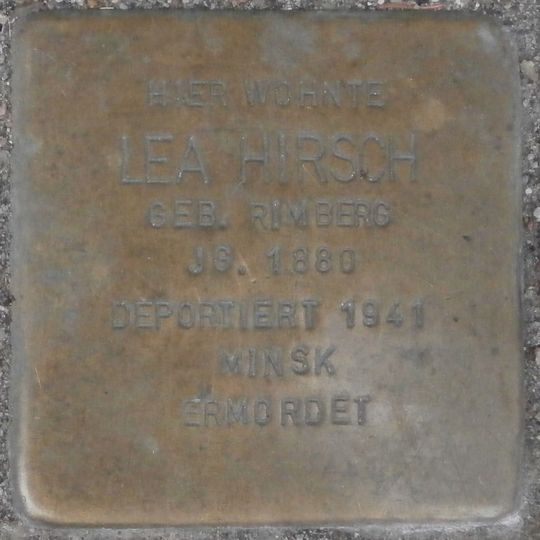 HIER WOHNTE
LEA HIRSCH
GEB. RIMBERG
JG. 1880
DEPORTIERT 1941
MINSK
ERMORDET